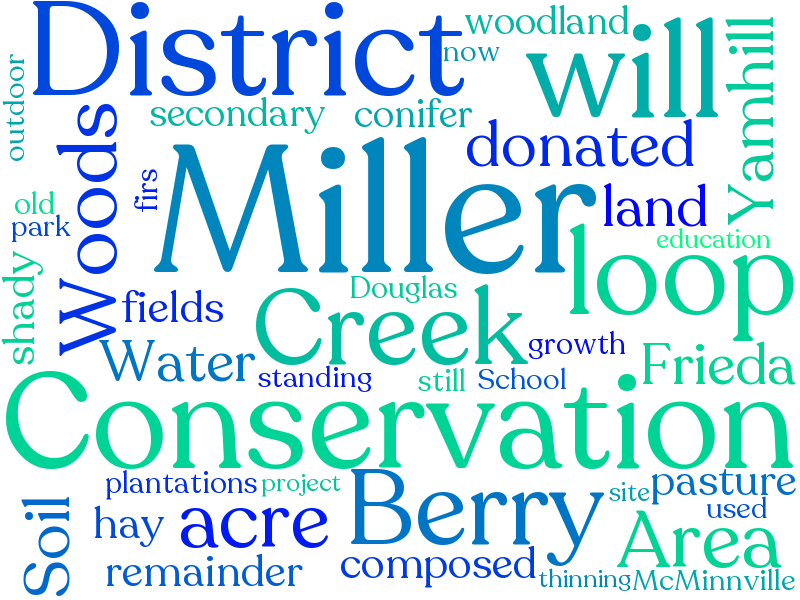 District
woodland
now
will
Yamhill
outdoor
secondary
conifer
Woods
donated
Miller
firs
land
old
park
education
loop
shady
fields
Douglas
Creek
growth
Water
standing
still
School
Frieda
Conservation
plantations
project
Berry
site
pasture
used
Soil
hay
acre
Area
remainder
composed
thinning
McMinnville